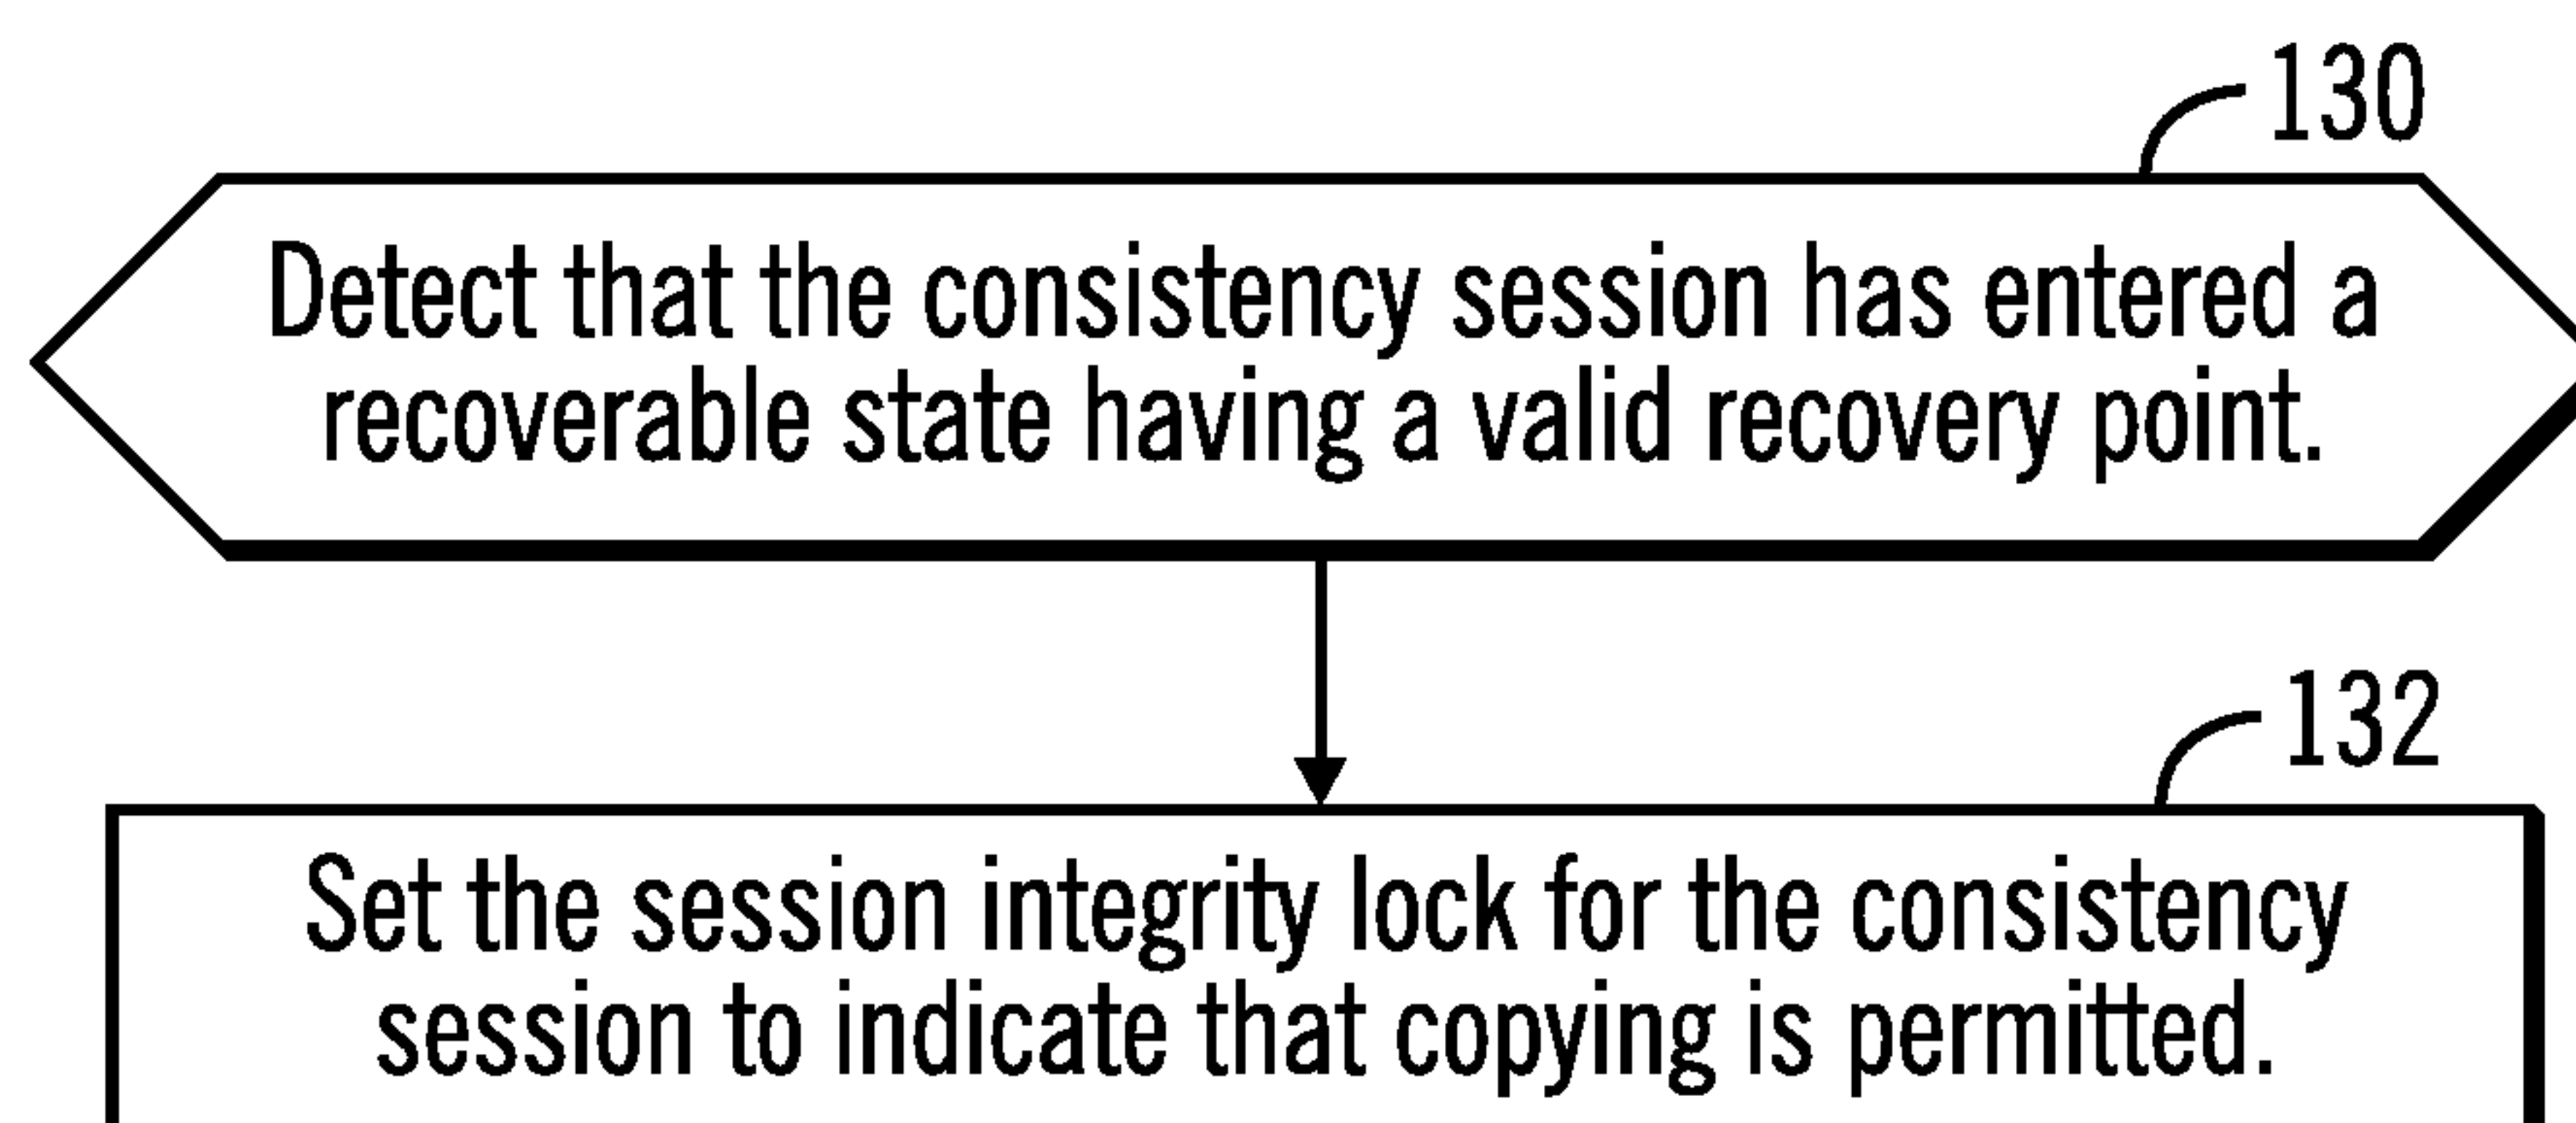 130
Detect that the consistency session has entered a
recoverable state having a valid recovery point.
132
Set the session integrity lock for the consistency
session to indicate that copying is permitted.